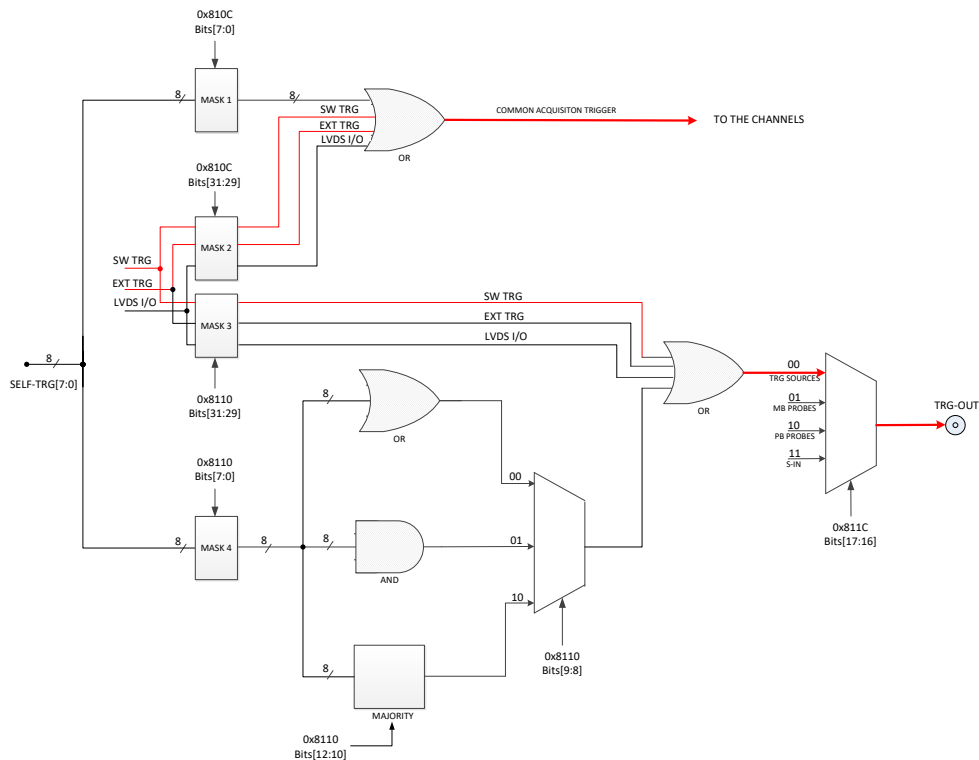 0x810C
Bits[7:0]
8
MASK 1
8
SW TRG
EXT TRG
LVDS I/O
OR
COMMON ACQUISITON TRIGGER
TO THE CHANNELS
0x810C
Bits[31:29]
MASK 2
SW TRG
EXT TRG
LVDS I/O
MASK 3
SW TRG
EXT TRG
LVDS I/O
8
SELF-TRG[7:0]
0x8110
Bits[31:29]
OR
00
TRG SOURCES
01
MB PROBES
10
PB PROBES
11
S-IN
TRG-OUT
0x811C
Bits[17:16]
8
OR
00
0x8110
Bits[7:0]
8
MASK 4
8
8
AND
01
10
0x8110
Bits[9:8]
8
MAJORITY
0x8110
Bits[12:10]